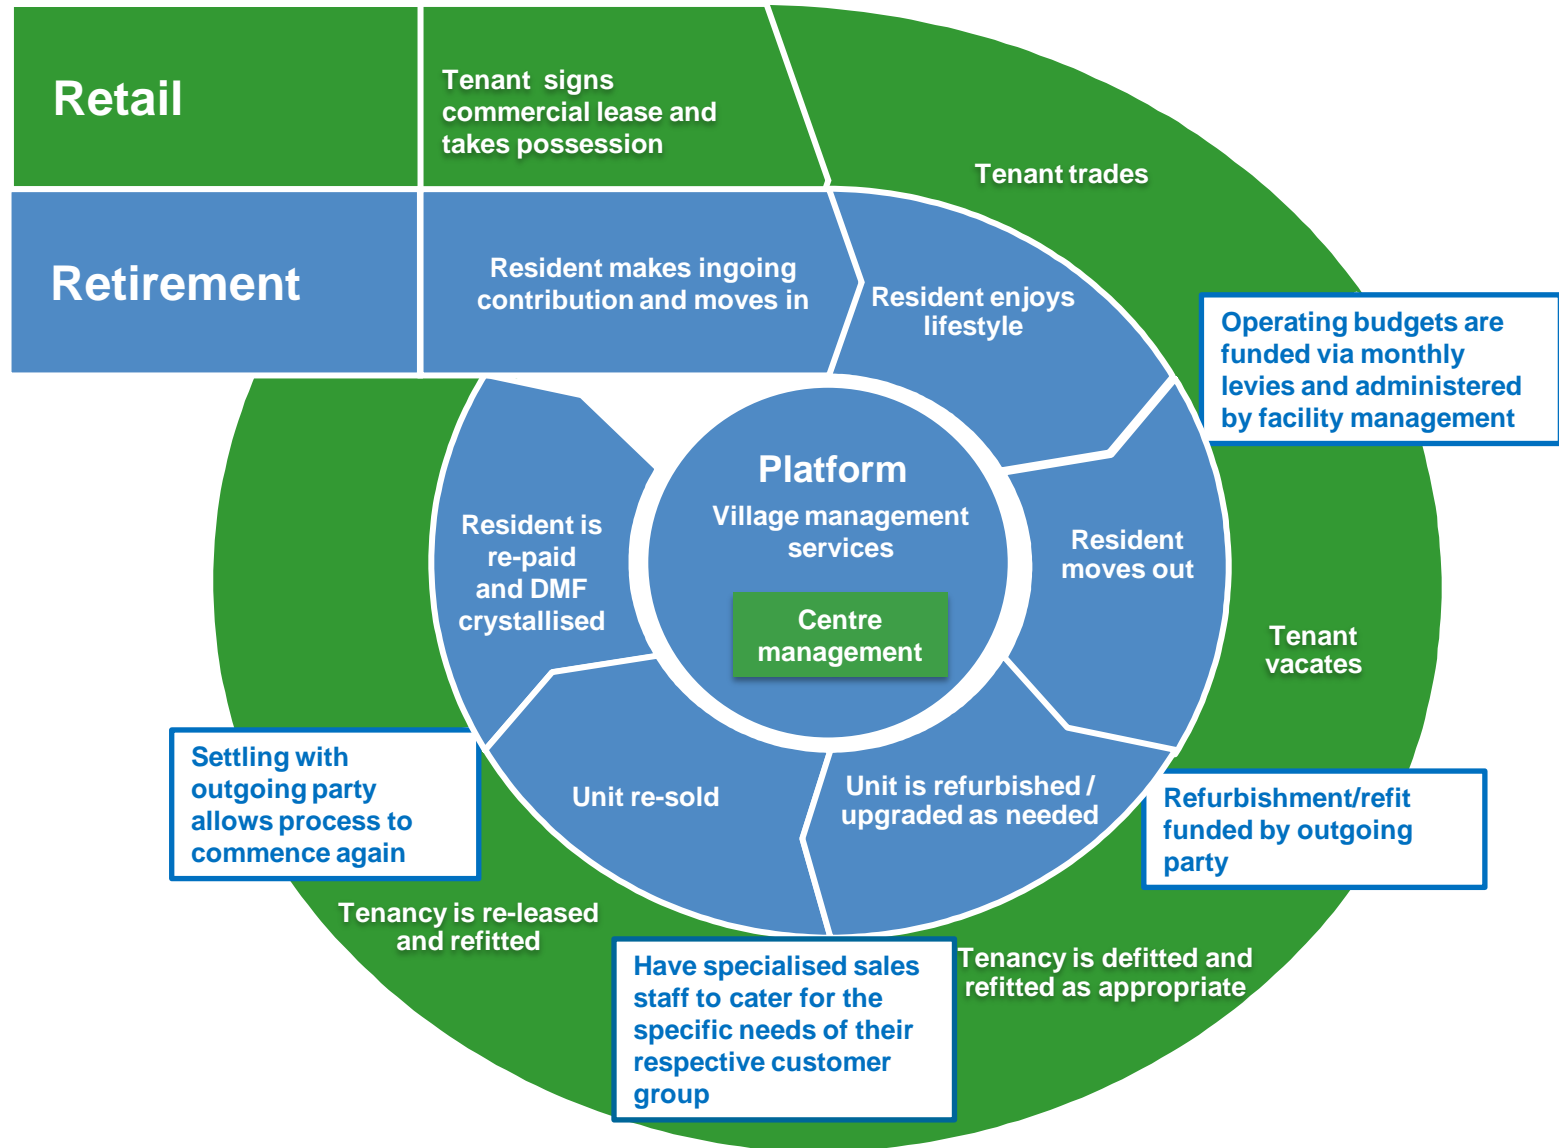 Retail
Tenant signs
commercial lease and
takes possession
Tenant trades
Retirement
Resident makes ingoing
contribution and moves in
Resident enjoys
lifestyle
Operating budgets are
funded via monthly
levies and administered
by facility management
Platform
Village management
services
Centre
management
Resident
moves out
Resident is
re-paid
and DMF
crystallised
Tenant
vacates
Settling with
outgoing party
allows process to
commence again
Unit re-sold
Unit is refurbished /
upgraded as needed
Refurbishment/refit
funded by outgoing
party
Tenancy is re-leased
and refitted
Have specialised sales
staff to cater for the
specific needs of their
respective customer
group
Tenancy is defitted and
refitted as appropriate